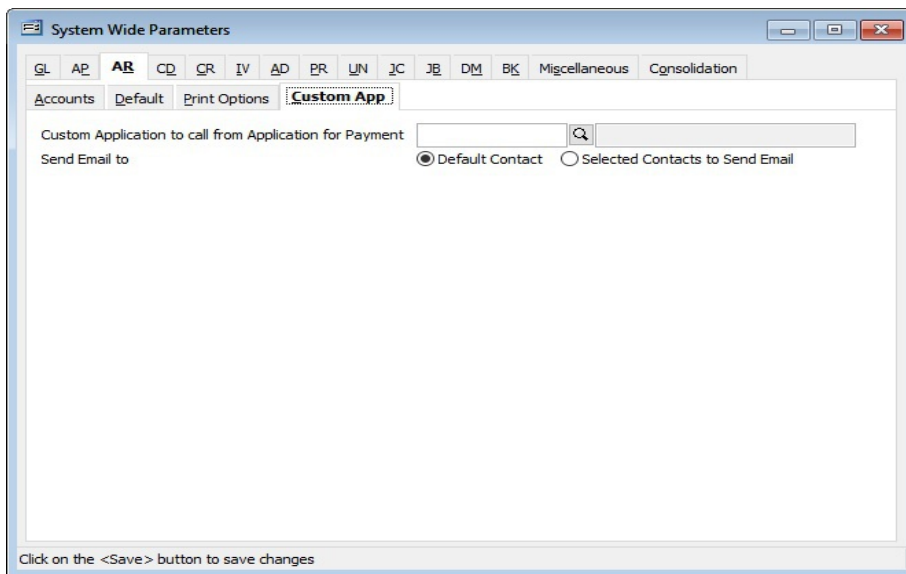 System Wide Parameters
GL AP AR CD CR IV AD PR UN JC JB DM BK Miscellaneous Consolidation
Accounts Default Print Options Custom App
Custom Application to call from Application for Payment
Send Email to Default Contact Selected Contacts to Send Email
Click on the <Save> button to save changes